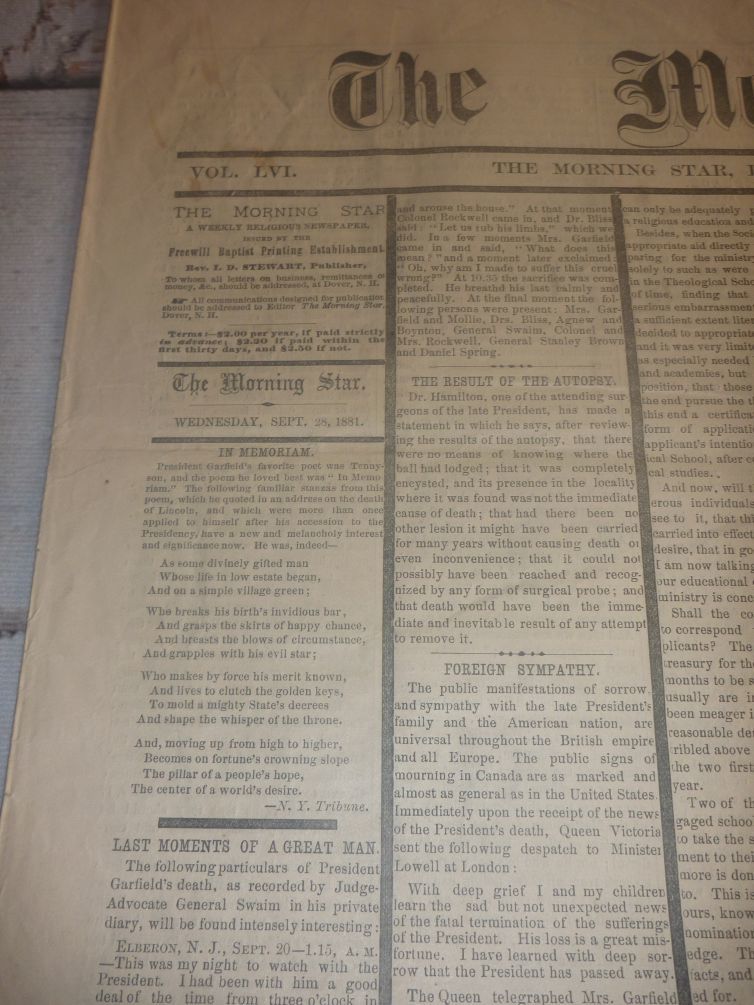 The Mo
VOL. LVI.
THE MORNING STAR,
THE MORNING STAR
A WEEKLY RELIGIOUS NEWSPAPER,
ISSUED BY THE
Freewill Baptist Printing Establishment
Rev. I. D. STEWART, Publisher,
To whom all letters on business, remittances of
money, &c., should be addressed, at Dover, N. H.
All communications designed for publication
should be addressed to Editor The Morning Star,
Dover, N. H.
Terms:—$2.00 per year, if paid strictly
in advance; $2.20 if paid within the
first thirty days, and $2.50 if not.
The Morning Star.
WEDNESDAY, SEPT. 28, 1881.
IN MEMORIAM.
President Garfield's favorite poet was Tenny-
son, and the poem he loved best was "In Memo
riam." The following familiar stanzas from this
poem, which he quoted in an address on the death
of Lincoln, and which were more than once
applied to himself after his accession to the
Presidency, have a new and melancholy interest
and significance now. He was, indeed—
As some divinely gifted man
Whose life in low estate began,
And on a simple village green;
Who breaks his birth's invidious bar,
And grasps the skirts of happy chance,
And breasts the blows of circumstance,
And grapples with his evil star;
Who makes by force his merit known,
And lives to clutch the golden keys,
To mold a mighty State's decrees
And shape the whisper of the throne.
And, moving up from high to higher,
Becomes on fortune's crowning slope
The pillar of a people's hope,
The center of a world's desire.
—N. Y. Tribune.
LAST MOMENTS OF A GREAT MAN.
The following particulars of President
Garfield's death, as recorded by Judge-
Advocate General Swaim in his private
diary, will be found intensely interesting:
ELBERON, N. J., SEPT. 20—1.15, A. M.
—This was my night to watch with the
President. I had been with him a good
deal of the time from three o'clock in
and arouse the house." At that moment
Colonel Rockwell came in, and Dr. Bliss
said: "Let us rub his limbs," which we
did. In a few moments Mrs. Garfield
came in and said, "What does this
mean?" and a moment later exclaimed:
"Oh, why am I made to suffer this cruel
wrong?" At 10.35 the sacrifice was com-
pleted. He breathd his last calmly and
peacefully. At the final moment the fol-
lowing persons were present: Mrs. Gar-
field and Mollie, Drs. Bliss, Agnew and
Boynton, General Swaim, Colonel and
Mrs. Rockwell, General Stanley Brown
and Daniel Spring.
THE RESULT OF THE AUTOPSY.
Dr. Hamilton, one of the attending sur-
geons of the late President, has made a
statement in which he says, after review-
ing the results of the autopsy, that there
were no means of knowing where the
ball had lodged; that it was completely
encysted, and its presence in the locality
where it was found was not the immediate
cause of death; that had there been no
other lesion it might have been carried
for many years without causing death or
even inconvenience; that it could not
possibly have been reached and recog-
nized by any form of surgical probe; and
that death would have been the imme-
diate and inevitable result of any attempt
to remove it.
FOREIGN SYMPATHY.
The public manifestations of sorrow
and sympathy with the late President's
family and the American nation, are
universal throughout the British empire
and all Europe. The public signs of
mourning in Canada are as marked and
almost as general as in the United States.
Immediately upon the receipt of the news
of the President's death, Queen Victoria
sent the following despatch to Minister
Lowell at London:
With deep grief I and my children
learn the sad but not unexpected news
of the fatal termination of the sufferings
of the President. His loss is a great mis-
fortune. I have learned with deep sor-
row that the President has passed away.
The Queen telegraphed Mrs. Garfield
can only be adequately
a religious education and
Besides, when the Soci
appropriate aid directly
paring for the ministry
solely to such as were
in the Theological Scho
of time, finding that
serious embarrassment
a sufficient extent liter
decided to appropriate
and it was very limite
as especially needed
and academies, but
position, that those
the end pursue the t
this end a certifica
form of applicati
applicant's intentio
ical School, after c
cal studies.
And now, will t
erous individuals
see to it, that thi
carried into effect
desire, that in go
I am now talking
our educational
ministry is conc
Shall the co
to correspond
plicants? The
treasury for th
months to be s
usually are i
been meager i
reasonable de
cribed above
the two first
year.
Two of th
gaged schoo
to take the s
ment to thei
more is don
to. This is
ours, know
nomination
edge. Th
facts, and
ed for.